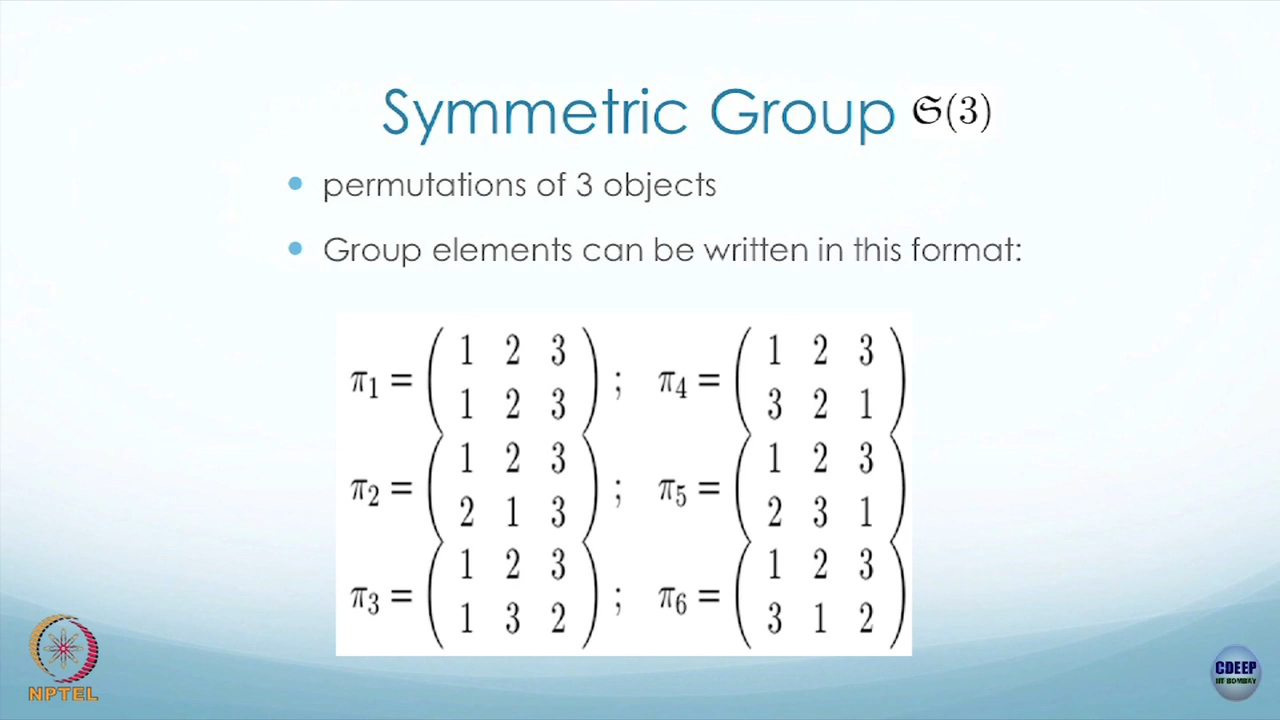 Symmetric Group 𝔖(3)
• permutations of 3 objects
• Group elements can be written in this format:
π₁ = ( 1 2 3 ) ; π₄ = ( 1 2 3 )
( 1 2 3 ) ( 3 2 1 )
π₂ = ( 1 2 3 ) ; π₅ = ( 1 2 3 )
( 2 1 3 ) ( 2 3 1 )
π₃ = ( 1 2 3 ) ; π₆ = ( 1 2 3 )
( 1 3 2 ) ( 3 1 2 )
NPTEL
CDEEP
IIT BOMBAY